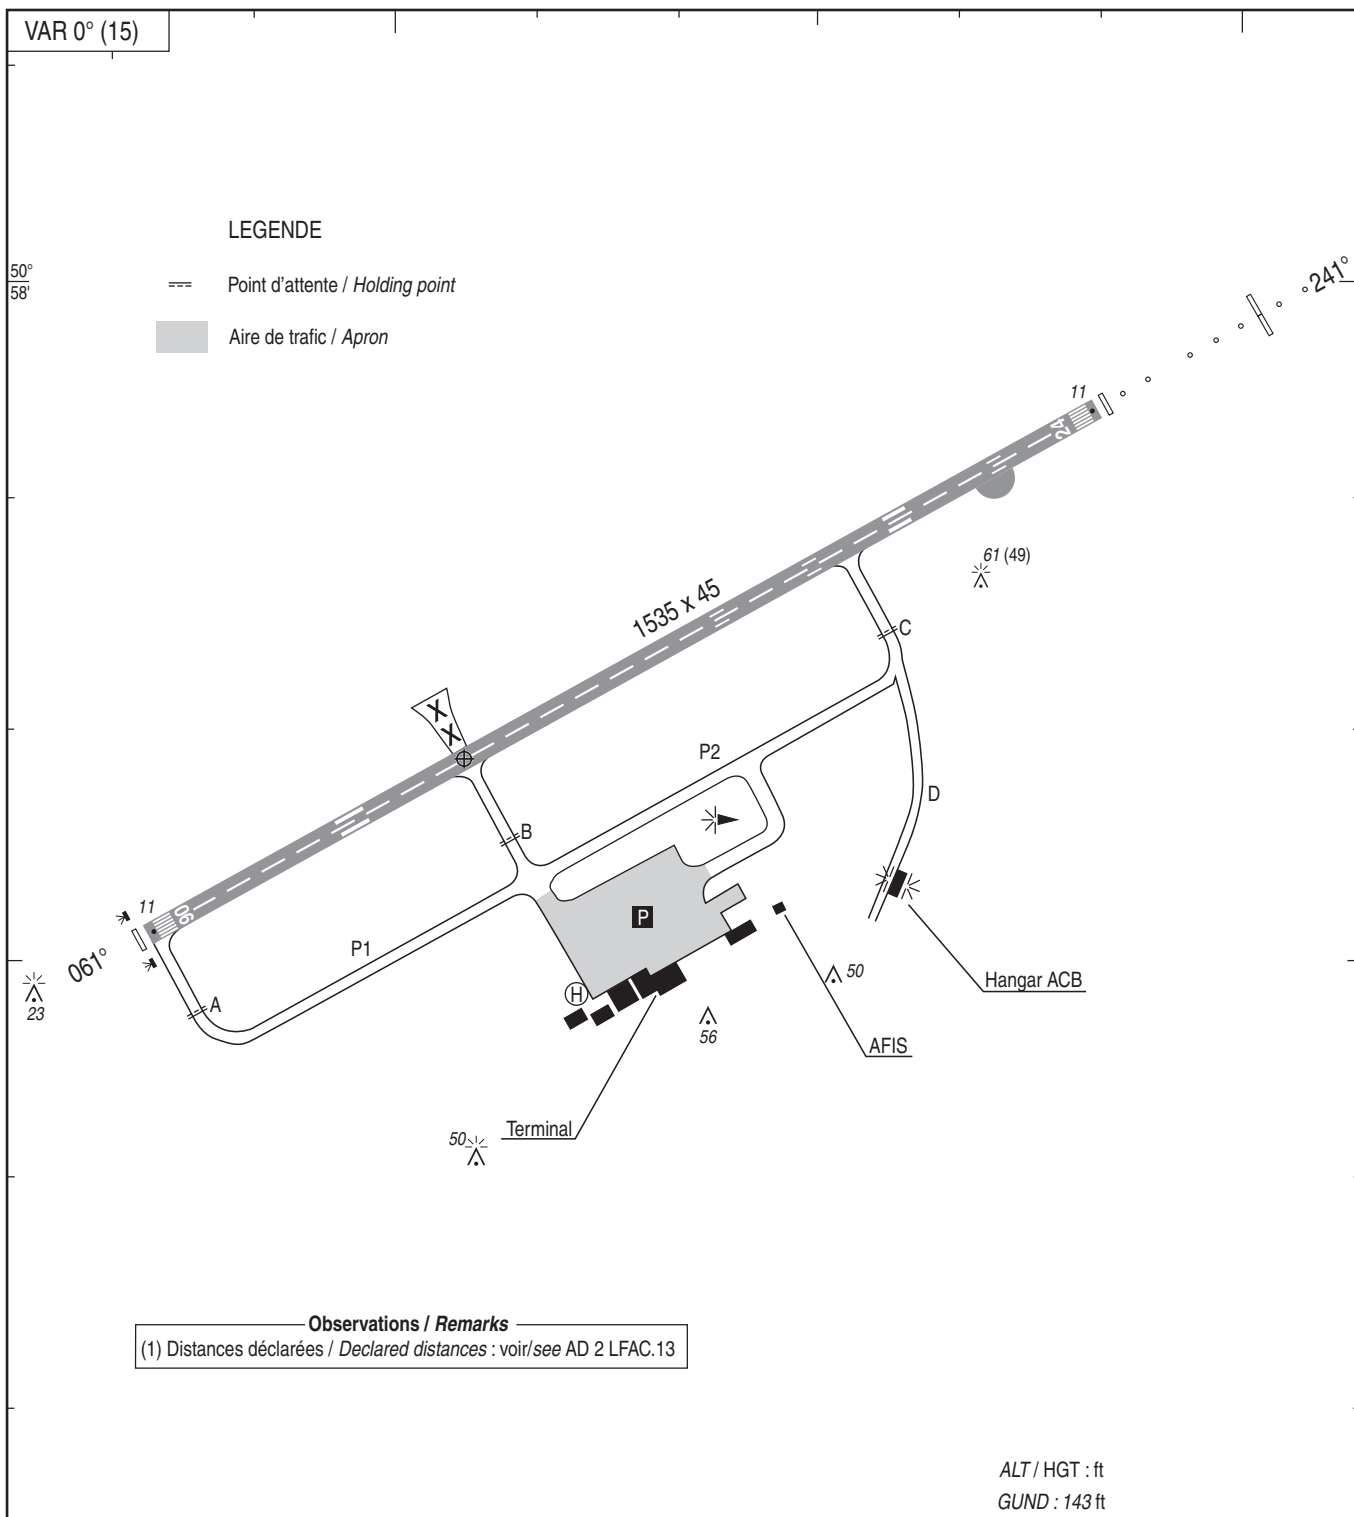 VAR 0° (15)
LEGENDE
Point d'attente / Holding point
Aire de trafic / Apron
50°
58'
241°
11
24
61 (49)
1535 x 45
C
X
X
P2
B
D
11
06
P
P1
061°
23
A
H
50
Hangar ACB
56
AFIS
50
Terminal
Observations / Remarks
(1) Distances déclarées / Declared distances : voir/see AD 2 LFAC.13
ALT / HGT : ft
GUND : 143 ft